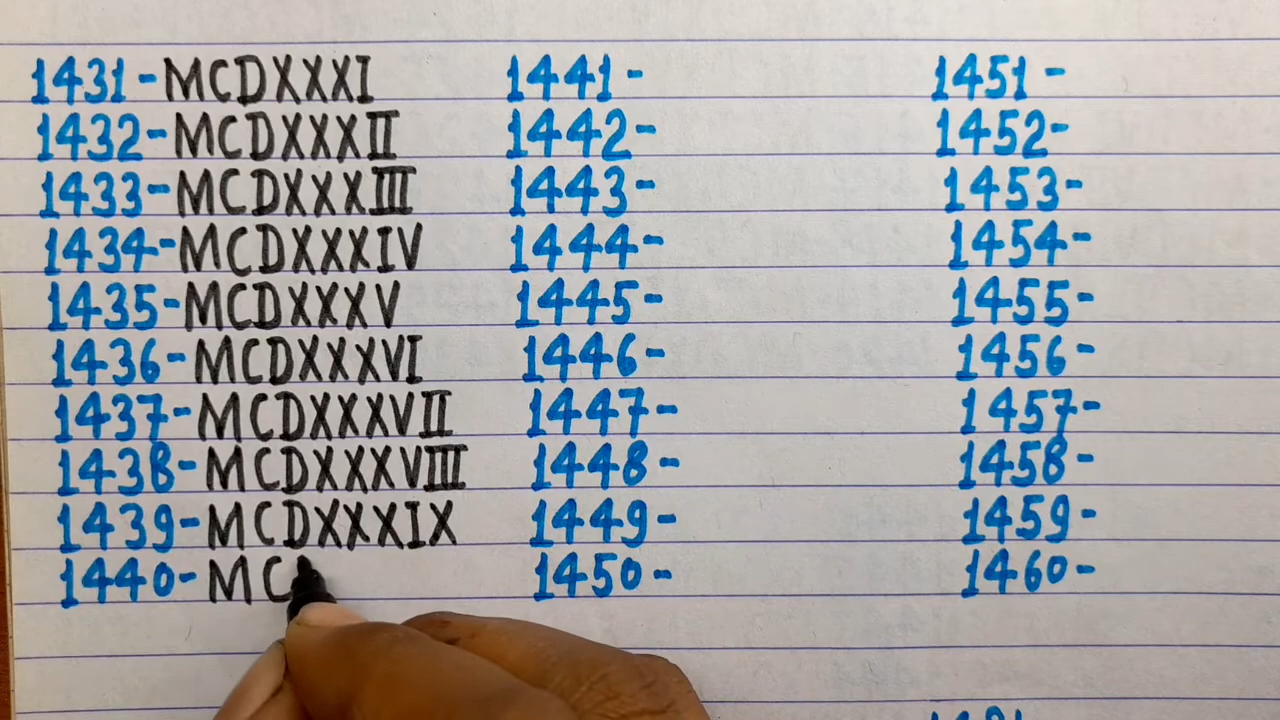 1431-MCDXXXI 1441- 1451-
1432-MCDXXXII 1442- 1452-
1433-MCDXXXIII 1443- 1453-
1434-MCDXXXIV 1444- 1454-
1435-MCDXXXV 1445- 1455-
1436-MCDXXXVI 1446- 1456-
1437-MCDXXXVII 1447- 1457-
1438-MCDXXXVIII 1448- 1458-
1439-MCDXXXIX 1449- 1459-
1440-MC 1450- 1460-